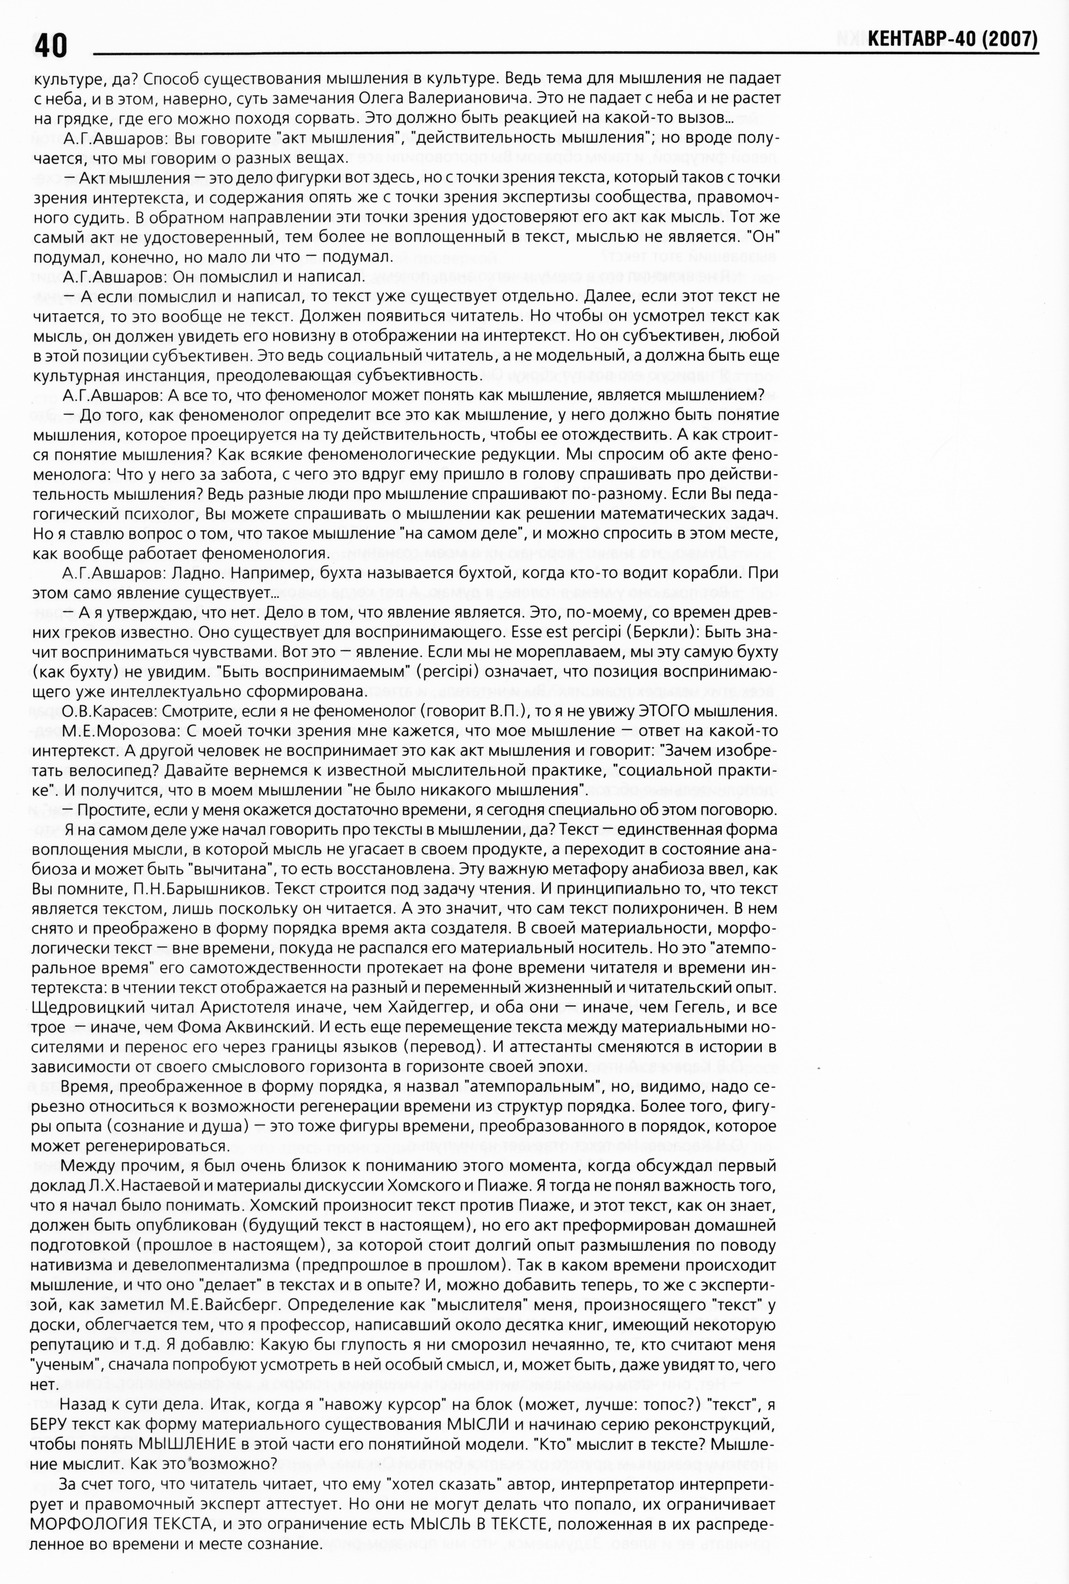 40
КЕНТАВР-40 (2007)
культуре, да? Способ существования мышления в культуре. Ведь тема для мышления не падает
с неба, и в этом, наверно, суть замечания Олега Валериановича. Это не падает с неба и не растет
на грядке, где его можно походя сорвать. Это должно быть реакцией на какой-то вызов...
А.Г.Авшаров: Вы говорите "акт мышления", "действительность мышления"; но вроде полу-
чается, что мы говорим о разных вещах.
— Акт мышления — это дело фигурки вот здесь, но с точки зрения текста, который таков с точки
зрения интертекста, и содержания опять же с точки зрения экспертизы сообщества, правомоч-
ного судить. В обратном направлении эти точки зрения удостоверяют его акт как мысль. Тот же
самый акт не удостоверенный, тем более не воплощенный в текст, мыслью не является. "Он"
подумал, конечно, но мало ли что — подумал.
А.Г.Авшаров: Он помыслил и написал.
— А если помыслил и написал, то текст уже существует отдельно. Далее, если этот текст не
читается, то это вообще не текст. Должен появиться читатель. Но чтобы он усмотрел текст как
мысль, он должен увидеть его новизну в отображении на интертекст. Но он субъективен, любой
в этой позиции субъективен. Это ведь социальный читатель, а не модельный, а должна быть еще
культурная инстанция, преодолевающая субъективность.
А.Г.Авшаров: А все то, что феноменолог может понять как мышление, является мышлением?
— До того, как феноменолог определит все это как мышление, у него должно быть понятие
мышления, которое проецируется на ту действительность, чтобы ее отождествить. А как строит-
ся понятие мышления? Как всякие феноменологические редукции. Мы спросим об акте фено-
менолога: Что у него за забота, с чего это вдруг ему пришло в голову спрашивать про действи-
тельность мышления? Ведь разные люди про мышление спрашивают по-разному. Если Вы педа-
гогический психолог, Вы можете спрашивать о мышлении как решении математических задач.
Но я ставлю вопрос о том, что такое мышление "на самом деле", и можно спросить в этом месте,
как вообще работает феноменология.
А.Г.Авшаров: Ладно. Например, бухта называется бухтой, когда кто-то водит корабли. При
этом само явление существует...
— А я утверждаю, что нет. Дело в том, что явление является. Это, по-моему, со времен древ-
них греков известно. Оно существует для воспринимающего. Esse est percipi (Беркли): Быть зна-
чит восприниматься чувствами. Вот это — явление. Если мы не мореплаваем, мы эту самую бухту
(как бухту) не увидим. "Быть воспринимаемым" (percipi) означает, что позиция воспринимаю-
щего уже интеллектуально сформирована.
О.В.Карасев: Смотрите, если я не феноменолог (говорит В.П.), то я не увижу ЭТОГО мышления.
М.Е.Морозова: С моей точки зрения мне кажется, что мое мышление — ответ на какой-то
интертекст. А другой человек не воспринимает это как акт мышления и говорит: "Зачем изобре-
тать велосипед? Давайте вернемся к известной мыслительной практике, "социальной практи-
ке". И получится, что в моем мышлении "не было никакого мышления".
— Простите, если у меня окажется достаточно времени, я сегодня специально об этом поговорю.
Я на самом деле уже начал говорить про тексты в мышлении, да? Текст — единственная форма
воплощения мысли, в которой мысль не угасает в своем продукте, а переходит в состояние ана-
биоза и может быть "вычитана", то есть восстановлена. Эту важную метафору анабиоза ввел, как
Вы помните, П.Н.Барышников. Текст строится под задачу чтения. И принципиально то, что текст
является текстом, лишь поскольку он читается. А это значит, что сам текст полихроничен. В нем
снято и преображено в форму порядка время акта создателя. В своей материальности, морфо-
логически текст — вне времени, покуда не распался его материальный носитель. Но это "атемпо-
ральное время" его самотождественности протекает на фоне времени читателя и времени ин-
тертекста: в чтении текст отображается на разный и переменный жизненный и читательский опыт.
Щедровицкий читал Аристотеля иначе, чем Хайдеггер, и оба они — иначе, чем Гегель, и все
трое — иначе, чем Фома Аквинский. И есть еще перемещение текста между материальными но-
сителями и перенос его через границы языков (перевод). И аттестанты сменяются в истории в
зависимости от своего смыслового горизонта в горизонте своей эпохи.
Время, преображенное в форму порядка, я назвал "атемпоральным", но, видимо, надо се-
рьезно относиться к возможности регенерации времени из структур порядка. Более того, фигу-
ры опыта (сознание и душа) — это тоже фигуры времени, преобразованного в порядок, которое
может регенерироваться.
Между прочим, я был очень близок к пониманию этого момента, когда обсуждал первый
доклад Л.Х.Настаевой и материалы дискуссии Хомского и Пиаже. Я тогда не понял важность того,
что я начал было понимать. Хомский произносит текст против Пиаже, и этот текст, как он знает,
должен быть опубликован (будущий текст в настоящем), но его акт преформирован домашней
подготовкой (прошлое в настоящем), за которой стоит долгий опыт размышления по поводу
нативизма и девелопментализма (предпрошлое в прошлом). Так в каком времени происходит
мышление, и что оно "делает" в текстах и в опыте? И, можно добавить теперь, то же с эксперти-
зой, как заметил М.Е.Вайсберг. Определение как "мыслителя" меня, произносящего "текст" у
доски, облегчается тем, что я профессор, написавший около десятка книг, имеющий некоторую
репутацию и т.д. Я добавлю: Какую бы глупость я ни сморозил нечаянно, те, кто считают меня
"ученым", сначала попробуют усмотреть в ней особый смысл, и, может быть, даже увидят то, чего
нет.
Назад к сути дела. Итак, когда я "навожу курсор" на блок (может, лучше: топос?) "текст", я
БЕРУ текст как форму материального существования МЫСЛИ и начинаю серию реконструкций,
чтобы понять МЫШЛЕНИЕ в этой части его понятийной модели. "Кто" мыслит в тексте? Мышле-
ние мыслит. Как это возможно?
За счет того, что читатель читает, что ему "хотел сказать" автор, интерпретатор интерпрети-
рует и правомочный эксперт аттестует. Но они не могут делать что попало, их ограничивает
МОРФОЛОГИЯ ТЕКСТА, и это ограничение есть МЫСЛЬ В ТЕКСТЕ, положенная в их распреде-
ленное во времени и месте сознание.